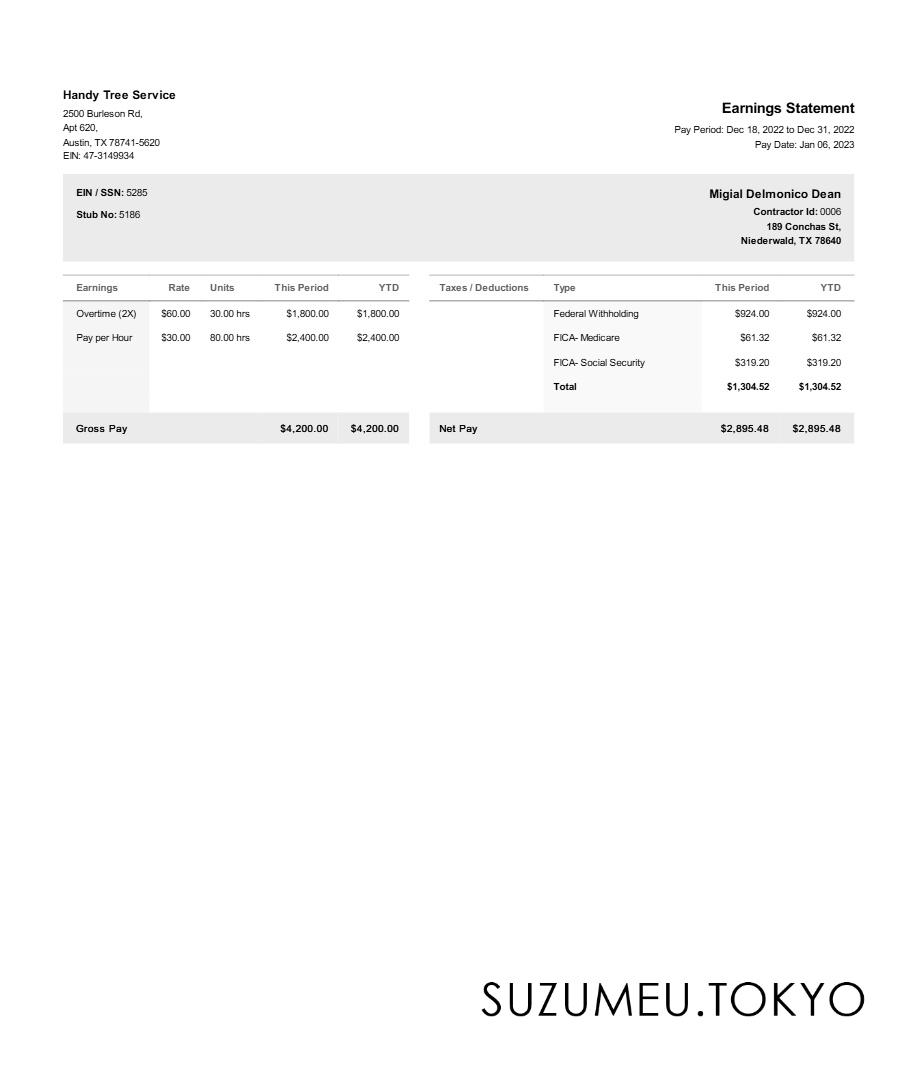 Handy Tree Service
2500 Burleson Rd,
Apt 620,
Austin, TX 78741-5620
EIN: 47-3149934
Earnings Statement
Pay Period: Dec 18, 2022 to Dec 31, 2022
Pay Date: Jan 06, 2023
EIN / SSN: 5285
Stub No: 5186
Migial Delmonico Dean
Contractor Id: 0006
189 Conchas St,
Niederwald, TX 78640
Earnings Rate Units This Period YTD
Overtime (2X) $60.00 30.00 hrs $1,800.00 $1,800.00
Pay per Hour $30.00 80.00 hrs $2,400.00 $2,400.00
Gross Pay $4,200.00 $4,200.00
Taxes / Deductions Type This Period YTD
Federal Withholding $924.00 $924.00
FICA- Medicare $61.32 $61.32
FICA- Social Security $319.20 $319.20
Total $1,304.52 $1,304.52
Net Pay $2,895.48 $2,895.48
SUZUMEU.TOKYO